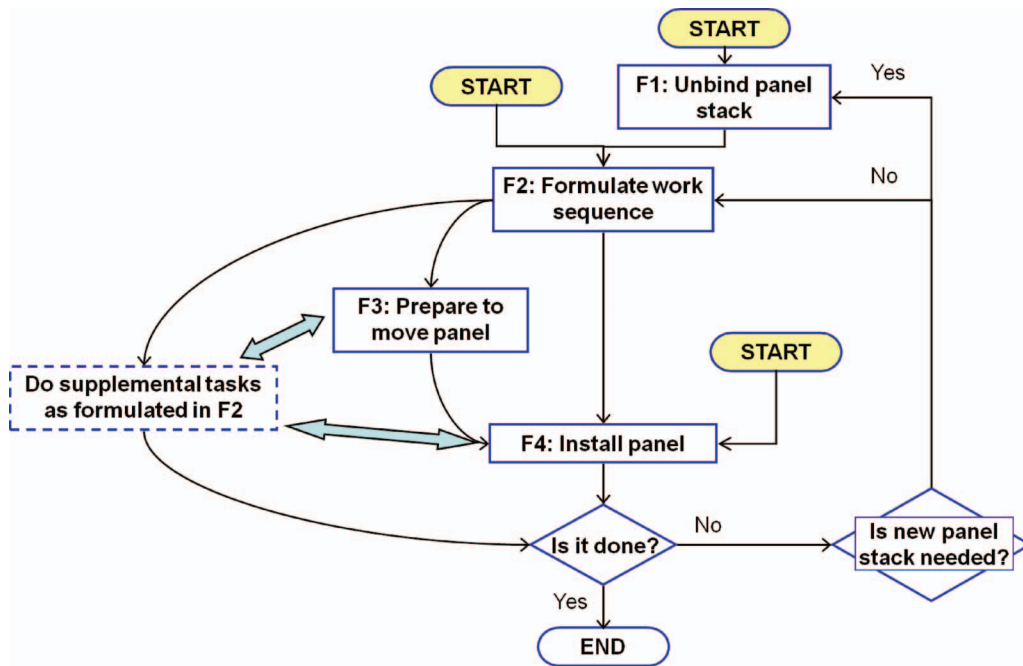 START
F1: Unbind panel
stack
Yes
START
F2: Formulate work
sequence
No
F3: Prepare to
move panel
START
Do supplemental tasks
as formulated in F2
F4: Install panel
Is it done?
No
Is new panel
stack needed?
Yes
END